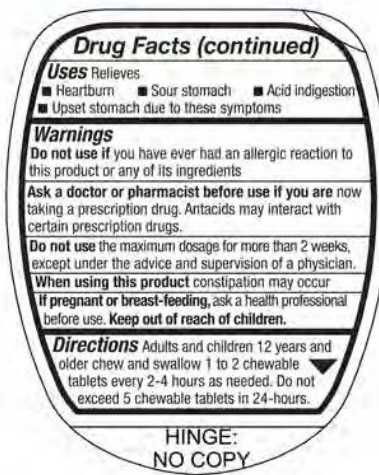 Drug Facts (continued)
Uses Relieves
■ Heartburn ■ Sour stomach ■ Acid indigestion
■ Upset stomach due to these symptoms
Warnings
Do not use if you have ever had an allergic reaction to
this product or any of its ingredients
Ask a doctor or pharmacist before use if you are now
taking a prescription drug. Antacids may interact with
certain prescription drugs.
Do not use the maximum dosage for more than 2 weeks,
except under the advice and supervision of a physician.
When using this product constipation may occur
If pregnant or breast-feeding, ask a health professional
before use. Keep out of reach of children.
Directions Adults and children 12 years and
older chew and swallow 1 to 2 chewable
tablets every 2-4 hours as needed. Do not
exceed 5 chewable tablets in 24-hours.
HINGE:
NO COPY